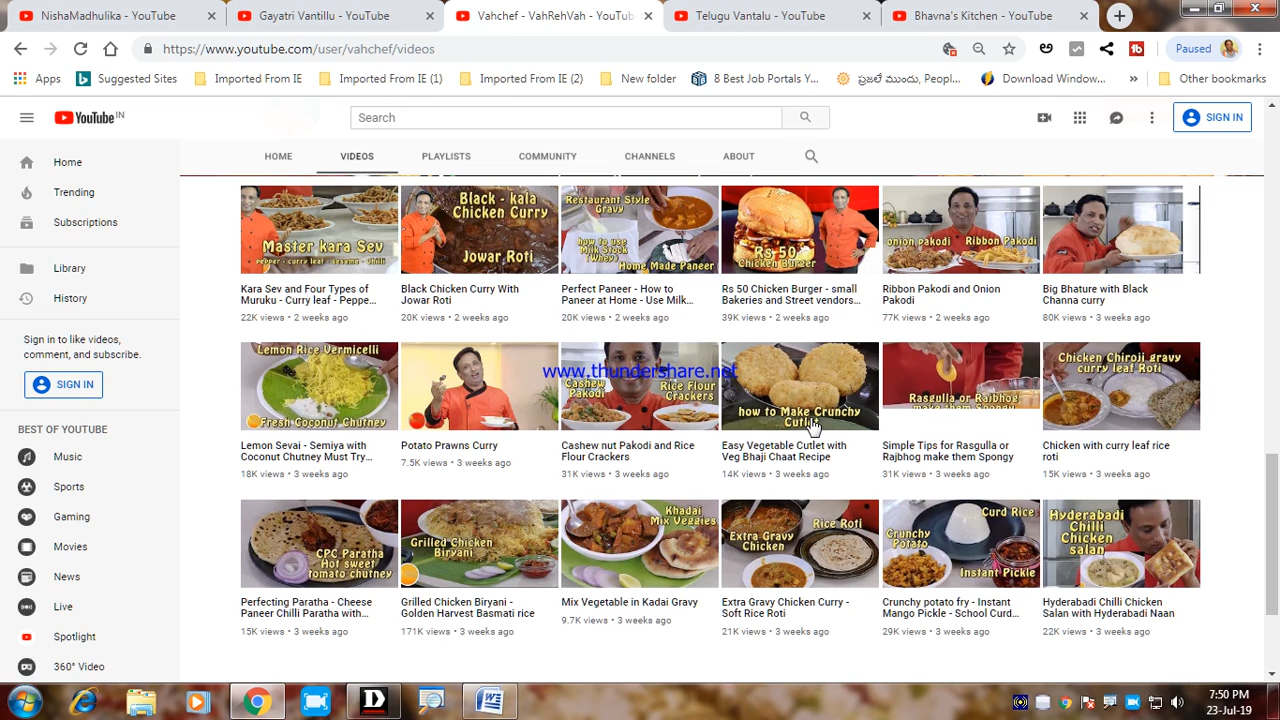 NishaMadhulika - YouTube
Gayatri Vantillu - YouTube
Vahchef - VahRehVah - YouTub
Telugu Vantalu - YouTube
Bhavna's Kitchen - YouTube
https://www.youtube.com/user/vahchef/videos
Paused
Apps
Suggested Sites
Imported From IE
Imported From IE (1)
Imported From IE (2)
New folder
8 Best Job Portals Y...
ప్రజలే ముందు, Peopl...
Download Window...
Other bookmarks
YouTube IN
Search
SIGN IN
HOME
VIDEOS
PLAYLISTS
COMMUNITY
CHANNELS
ABOUT
Home
Trending
Subscriptions
Library
History
Sign in to like videos,
comment, and subscribe.
SIGN IN
BEST OF YOUTUBE
Music
Sports
Gaming
Movies
News
Live
Spotlight
360° Video
Master kara Sev
pepper - curry leaf - sesame - chilli
Kara Sev and Four Types of
Muruku - Curry leaf - Peppe...
22K views • 2 weeks ago
Black - kala
Chicken Curry
Jowar Roti
Black Chicken Curry With
Jowar Roti
20K views • 2 weeks ago
Restaurant Style
Gravy
how to use
Milk Stock
(Whey)
Home Made Paneer
Perfect Paneer - How to
Paneer at Home - Use Milk...
20K views • 2 weeks ago
Rs 50
Chicken Burger
Rs 50 Chicken Burger - small
Bakeries and Street vendors...
39K views • 2 weeks ago
onion pakodi
Ribbon Pakodi
Ribbon Pakodi and Onion
Pakodi
77K views • 2 weeks ago
Big Bhature with Black
Channa curry
80K views • 3 weeks ago
Lemon Rice Vermicelli
Fresh Coconut Chutney
Lemon Sevai - Semiya with
Coconut Chutney Must Try...
18K views • 3 weeks ago
Potato Prawns Curry
7.5K views • 3 weeks ago
www.thundershare.net
Cashew
Pakodi
Rice Flour
Crackers
Cashew nut Pakodi and Rice
Flour Crackers
31K views • 3 weeks ago
how to Make Crunchy
Cutlet
Easy Vegetable Cutlet with
Veg Bhaji Chaat Recipe
14K views • 3 weeks ago
Rasgulla or Rajbhog
make them Spongy
Simple Tips for Rasgulla or
Rajbhog make them Spongy
31K views • 3 weeks ago
Chicken Chiroji gravy
curry leaf Roti
Chicken with curry leaf rice
roti
15K views • 3 weeks ago
CPC Paratha
Hot sweet
tomato chutney
Perfecting Paratha - Cheese
Paneer Chilli Paratha with...
15K views • 3 weeks ago
Grilled Chicken
Biryani
Grilled Chicken Biryani -
Golden Harvest Basmati rice
171K views • 3 weeks ago
Khadai
Mix Veggies
Mix Vegetable in Kadai Gravy
9.7K views • 3 weeks ago
Rice Roti
Extra Gravy
Chicken
Extra Gravy Chicken Curry -
Soft Rice Roti
21K views • 3 weeks ago
Curd Rice
Crunchy
Potato
Instant Pickle
Crunchy potato fry - Instant
Mango Pickle - School Curd...
29K views • 3 weeks ago
Hyderabadi
Chilli
Chicken
salan
Hyderabadi Chilli Chicken
Salan with Hyderabadi Naan
22K views • 3 weeks ago
7:50 PM
23-Jul-19